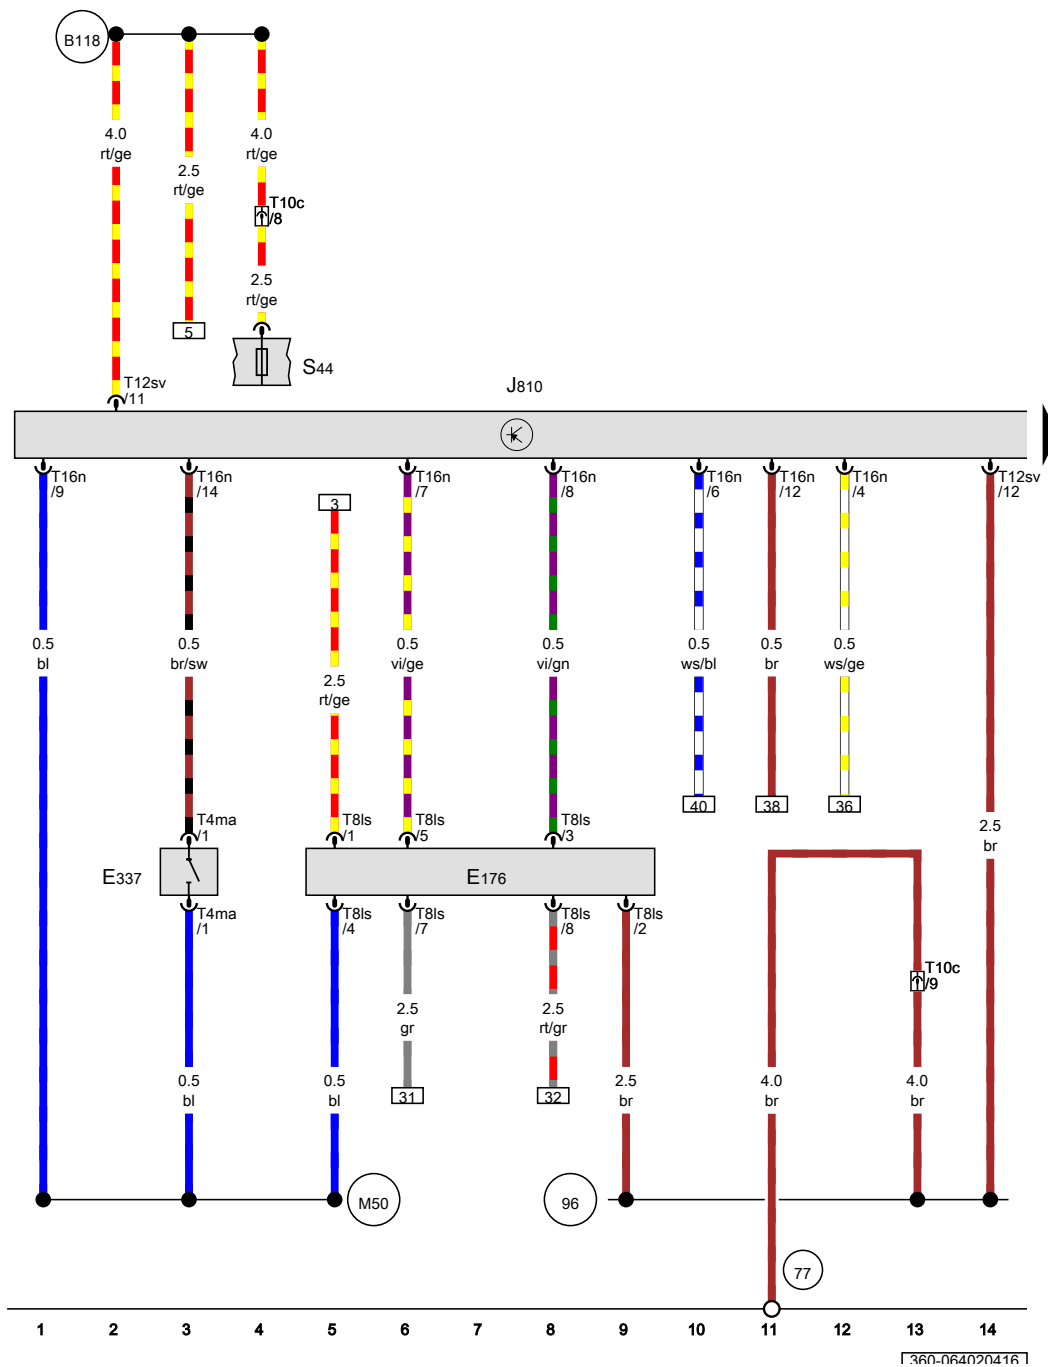 B118
4.0
rt/ge
2.5
rt/ge
4.0
rt/ge
T10c
/8
2.5
rt/ge
5
S44
T12sv
/11
J810
T16n
/9
T16n
/14
T16n
/7
T16n
/8
T16n
/6
T16n
/12
T16n
/4
T12sv
/12
3
0.5
bl
0.5
br/sw
2.5
rt/ge
0.5
vi/ge
0.5
vi/gn
0.5
ws/bl
0.5
br
0.5
ws/ge
40
38
36
2.5
br
T4ma
/1
T8ls
/1
T8ls
/5
T8ls
/3
E337
E176
T4ma
/1
T8ls
/4
T8ls
/7
T8ls
/8
T8ls
/2
T10c
/9
2.5
gr
2.5
rt/gr
0.5
bl
0.5
bl
31
32
2.5
br
4.0
br
4.0
br
M50
96
77
1 2 3 4 5 6 7 8 9 10 11 12 13 14
360-064020416